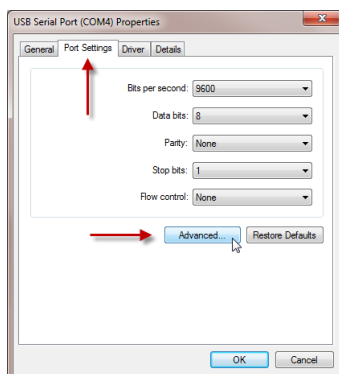 USB Serial Port (COM4) Properties
General Port Settings Driver Details
Bits per second: 9600
Data bits: 8
Parity: None
Stop bits: 1
Flow control: None
Advanced... Restore Defaults
OK Cancel